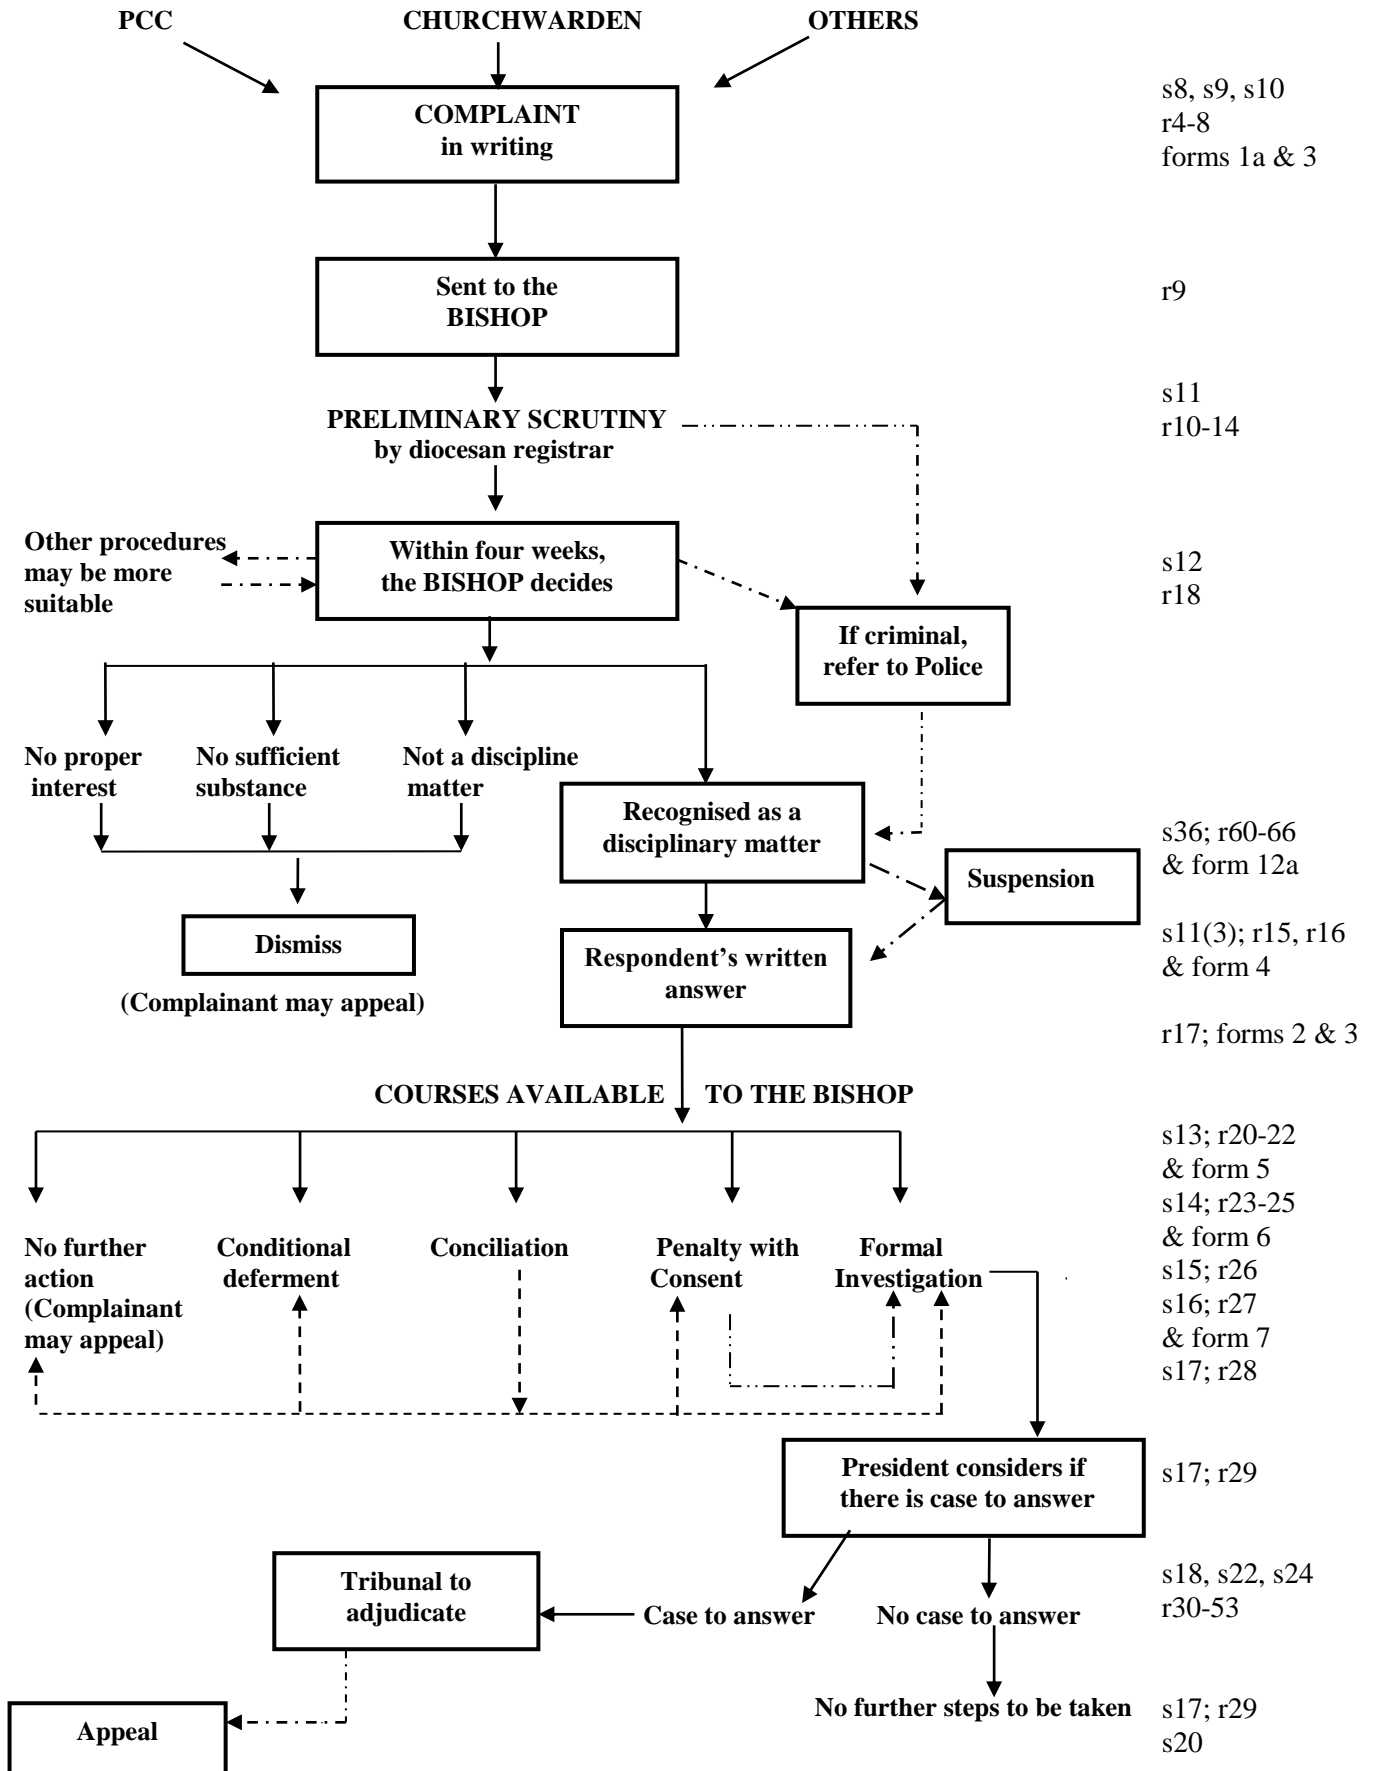 PCC
CHURCHWARDEN
OTHERS
COMPLAINT
in writing
s8, s9, s10
r4-8
forms 1a & 3
Sent to the
BISHOP
r9
PRELIMINARY SCRUTINY
by diocesan registrar
s11
r10-14
Other procedures
may be more
suitable
Within four weeks,
the BISHOP decides
s12
r18
If criminal,
refer to Police
No proper
interest
No sufficient
substance
Not a discipline
matter
Recognised as a
disciplinary matter
s36; r60-66
& form 12a
Suspension
Dismiss
(Complainant may appeal)
Respondent’s written
answer
s11(3); r15, r16
& form 4
r17; forms 2 & 3
COURSES AVAILABLE TO THE BISHOP
No further
action
(Complainant
may appeal)
Conditional
deferment
Conciliation
Penalty with
Consent
Formal
Investigation
s13; r20-22
& form 5
s14; r23-25
& form 6
s15; r26
s16; r27
& form 7
s17; r28
President considers if
there is case to answer
s17; r29
Tribunal to
adjudicate
Case to answer
No case to answer
s18, s22, s24
r30-53
No further steps to be taken
Appeal
s17; r29
s20